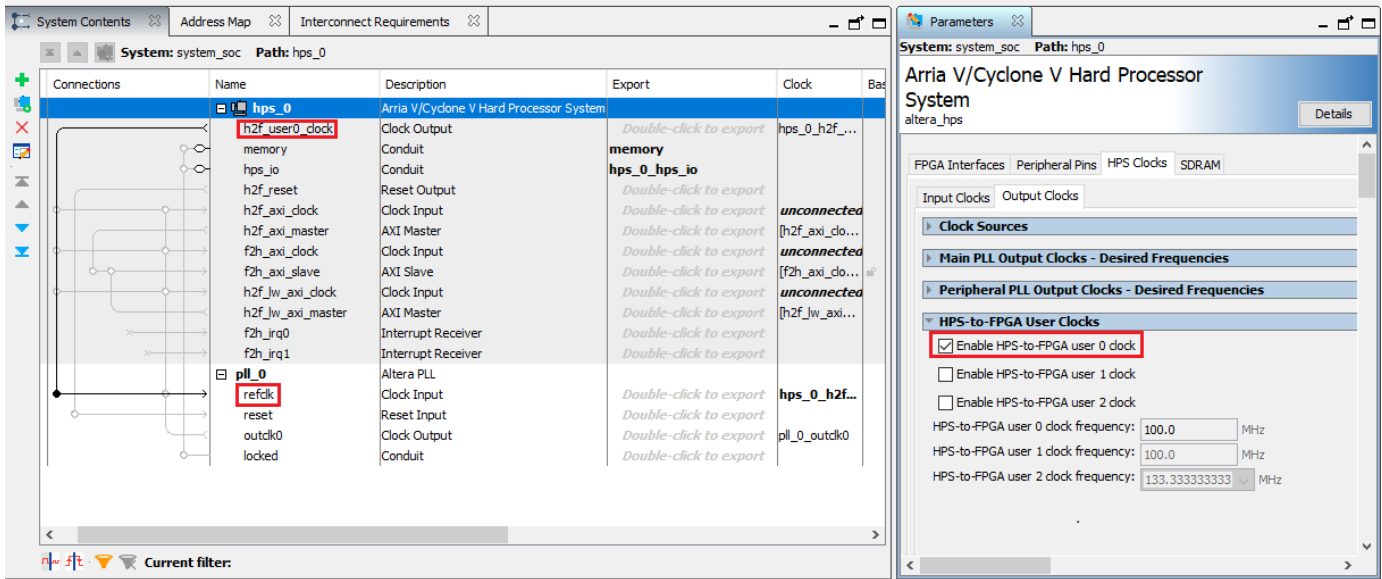 System Contents
Address Map
Interconnect Requirements
System: system_soc Path: hps_0
Connections Name Description Export Clock Bas
hps_0 Arria V/Cyclone V Hard Processor System
h2f_user0_clock Clock Output Double-click to export hps_0_h2f_...
memory Conduit memory
hps_io Conduit hps_0_hps_io
h2f_reset Reset Output Double-click to export
h2f_axi_clock Clock Input Double-click to export unconnected
h2f_axi_master AXI Master Double-click to export [h2f_axi_clo...
f2h_axi_clock Clock Input Double-click to export unconnected
f2h_axi_slave AXI Slave Double-click to export [f2h_axi_clo...
h2f_lw_axi_clock Clock Input Double-click to export unconnected
h2f_lw_axi_master AXI Master Double-click to export [h2f_lw_axi...
f2h_irq0 Interrupt Receiver Double-click to export
f2h_irq1 Interrupt Receiver Double-click to export
pll_0 Altera PLL
refclk Clock Input Double-click to export hps_0_h2f...
reset Reset Input Double-click to export
outclk0 Clock Output Double-click to export pll_0_outclk0
locked Conduit Double-click to export
Current filter:
Parameters
System: system_soc Path: hps_0
Arria V/Cyclone V Hard Processor
System
altera_hps
Details
FPGA Interfaces Peripheral Pins HPS Clocks SDRAM
Input Clocks Output Clocks
Clock Sources
Main PLL Output Clocks - Desired Frequencies
Peripheral PLL Output Clocks - Desired Frequencies
HPS-to-FPGA User Clocks
Enable HPS-to-FPGA user 0 clock
Enable HPS-to-FPGA user 1 clock
Enable HPS-to-FPGA user 2 clock
HPS-to-FPGA user 0 clock frequency: 100.0 MHz
HPS-to-FPGA user 1 clock frequency: 100.0 MHz
HPS-to-FPGA user 2 clock frequency: 133.333333333 MHz